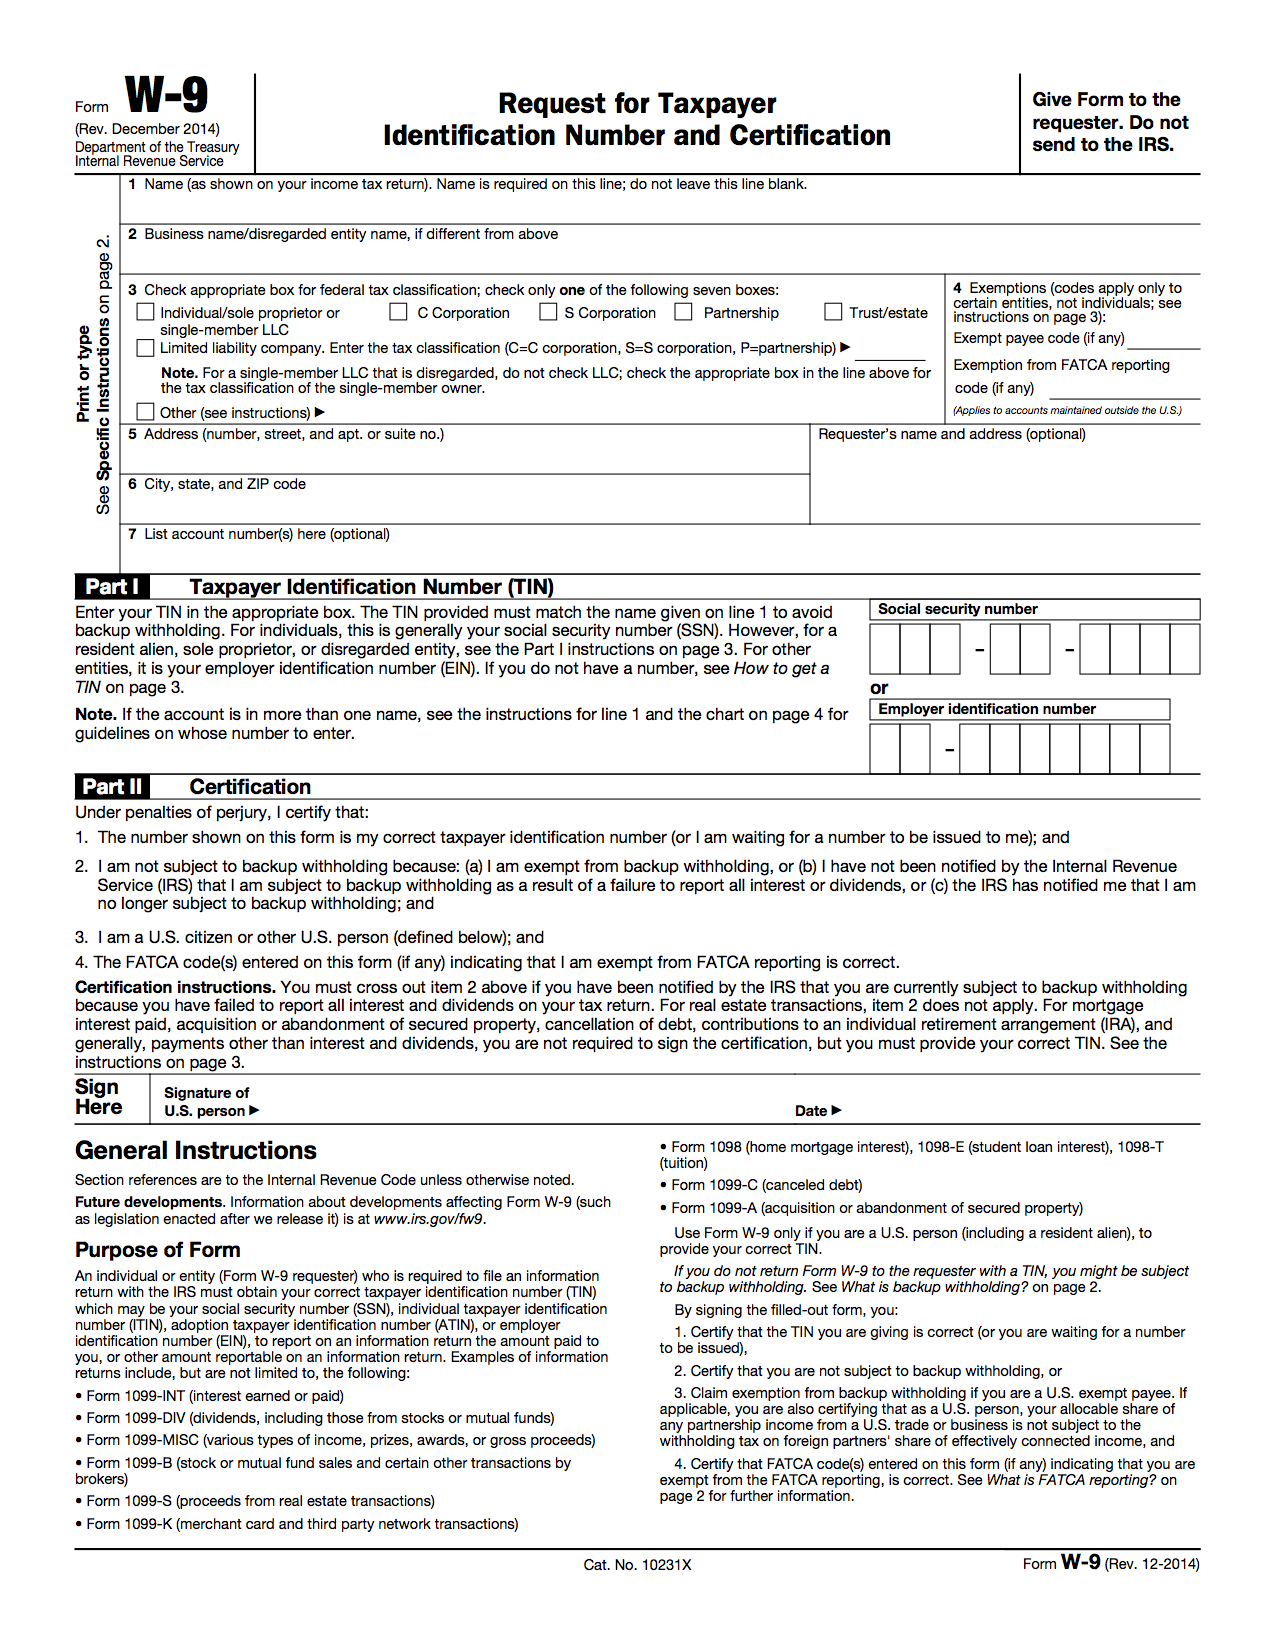 Form W-9
(Rev. December 2014)
Department of the Treasury
Internal Revenue Service
Request for Taxpayer
Identification Number and Certification
Give Form to the
requester. Do not
send to the IRS.
Print or type
See Specific Instructions on page 2.
1 Name (as shown on your income tax return). Name is required on this line; do not leave this line blank.
2 Business name/disregarded entity name, if different from above
3 Check appropriate box for federal tax classification; check only one of the following seven boxes:
Individual/sole proprietor or
single-member LLC
C Corporation
S Corporation
Partnership
Trust/estate
Limited liability company. Enter the tax classification (C=C corporation, S=S corporation, P=partnership) ▶
Note. For a single-member LLC that is disregarded, do not check LLC; check the appropriate box in the line above for
the tax classification of the single-member owner.
Other (see instructions) ▶
4 Exemptions (codes apply only to
certain entities, not individuals; see
instructions on page 3):
Exempt payee code (if any)
Exemption from FATCA reporting
code (if any)
(Applies to accounts maintained outside the U.S.)
5 Address (number, street, and apt. or suite no.)
Requester's name and address (optional)
6 City, state, and ZIP code
7 List account number(s) here (optional)
Part I Taxpayer Identification Number (TIN)
Enter your TIN in the appropriate box. The TIN provided must match the name given on line 1 to avoid
backup withholding. For individuals, this is generally your social security number (SSN). However, for a
resident alien, sole proprietor, or disregarded entity, see the Part I instructions on page 3. For other
entities, it is your employer identification number (EIN). If you do not have a number, see How to get a
TIN on page 3.
Note. If the account is in more than one name, see the instructions for line 1 and the chart on page 4 for
guidelines on whose number to enter.
Social security number
– –
or
Employer identification number
–
Part II Certification
Under penalties of perjury, I certify that:
1. The number shown on this form is my correct taxpayer identification number (or I am waiting for a number to be issued to me); and
2. I am not subject to backup withholding because: (a) I am exempt from backup withholding, or (b) I have not been notified by the Internal Revenue
Service (IRS) that I am subject to backup withholding as a result of a failure to report all interest or dividends, or (c) the IRS has notified me that I am
no longer subject to backup withholding; and
3. I am a U.S. citizen or other U.S. person (defined below); and
4. The FATCA code(s) entered on this form (if any) indicating that I am exempt from FATCA reporting is correct.
Certification instructions. You must cross out item 2 above if you have been notified by the IRS that you are currently subject to backup withholding
because you have failed to report all interest and dividends on your tax return. For real estate transactions, item 2 does not apply. For mortgage
interest paid, acquisition or abandonment of secured property, cancellation of debt, contributions to an individual retirement arrangement (IRA), and
generally, payments other than interest and dividends, you are not required to sign the certification, but you must provide your correct TIN. See the
instructions on page 3.
Sign
Here
Signature of
U.S. person ▶
Date ▶
General Instructions
Section references are to the Internal Revenue Code unless otherwise noted.
Future developments. Information about developments affecting Form W-9 (such
as legislation enacted after we release it) is at www.irs.gov/fw9.
Purpose of Form
An individual or entity (Form W-9 requester) who is required to file an information
return with the IRS must obtain your correct taxpayer identification number (TIN)
which may be your social security number (SSN), individual taxpayer identification
number (ITIN), adoption taxpayer identification number (ATIN), or employer
identification number (EIN), to report on an information return the amount paid to
you, or other amount reportable on an information return. Examples of information
returns include, but are not limited to, the following:
• Form 1099-INT (interest earned or paid)
• Form 1099-DIV (dividends, including those from stocks or mutual funds)
• Form 1099-MISC (various types of income, prizes, awards, or gross proceeds)
• Form 1099-B (stock or mutual fund sales and certain other transactions by
brokers)
• Form 1099-S (proceeds from real estate transactions)
• Form 1099-K (merchant card and third party network transactions)
• Form 1098 (home mortgage interest), 1098-E (student loan interest), 1098-T
(tuition)
• Form 1099-C (canceled debt)
• Form 1099-A (acquisition or abandonment of secured property)
Use Form W-9 only if you are a U.S. person (including a resident alien), to
provide your correct TIN.
If you do not return Form W-9 to the requester with a TIN, you might be subject
to backup withholding. See What is backup withholding? on page 2.
By signing the filled-out form, you:
1. Certify that the TIN you are giving is correct (or you are waiting for a number
to be issued),
2. Certify that you are not subject to backup withholding, or
3. Claim exemption from backup withholding if you are a U.S. exempt payee. If
applicable, you are also certifying that as a U.S. person, your allocable share of
any partnership income from a U.S. trade or business is not subject to the
withholding tax on foreign partners' share of effectively connected income, and
4. Certify that FATCA code(s) entered on this form (if any) indicating that you are
exempt from the FATCA reporting, is correct. See What is FATCA reporting? on
page 2 for further information.
Cat. No. 10231X
Form W-9 (Rev. 12-2014)